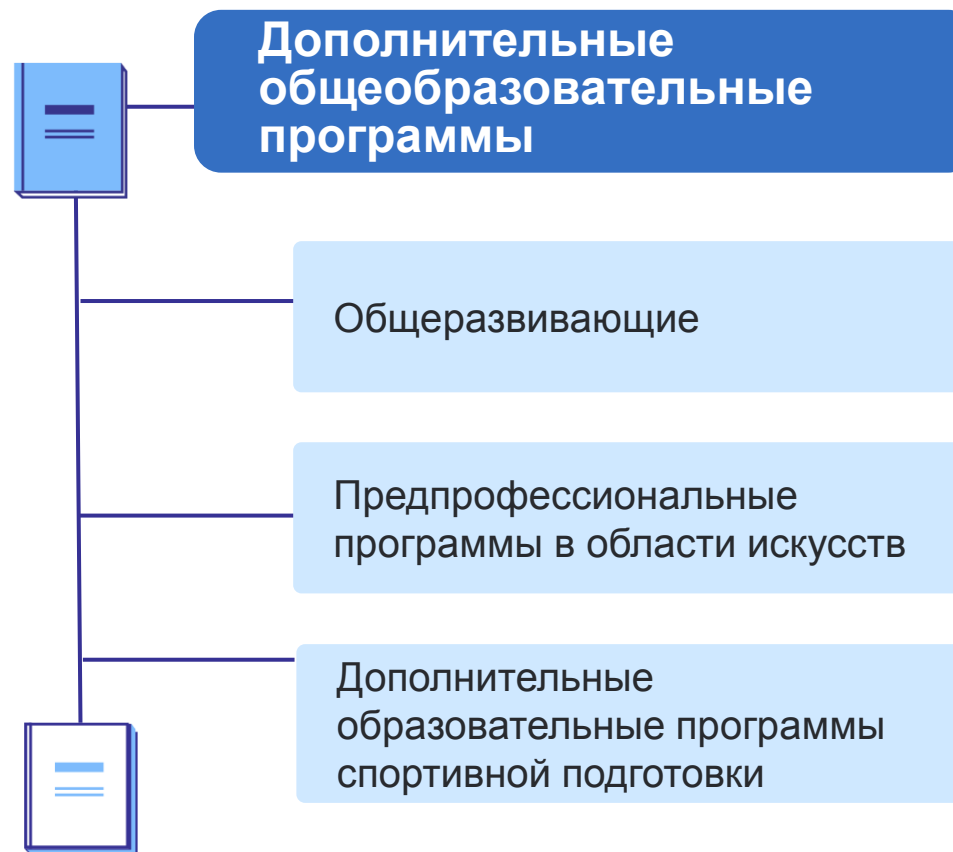 Дополнительные
общеобразовательные
программы
Общеразвивающие
Предпрофессиональные
программы в области искусств
Дополнительные
образовательные программы
спортивной подготовки